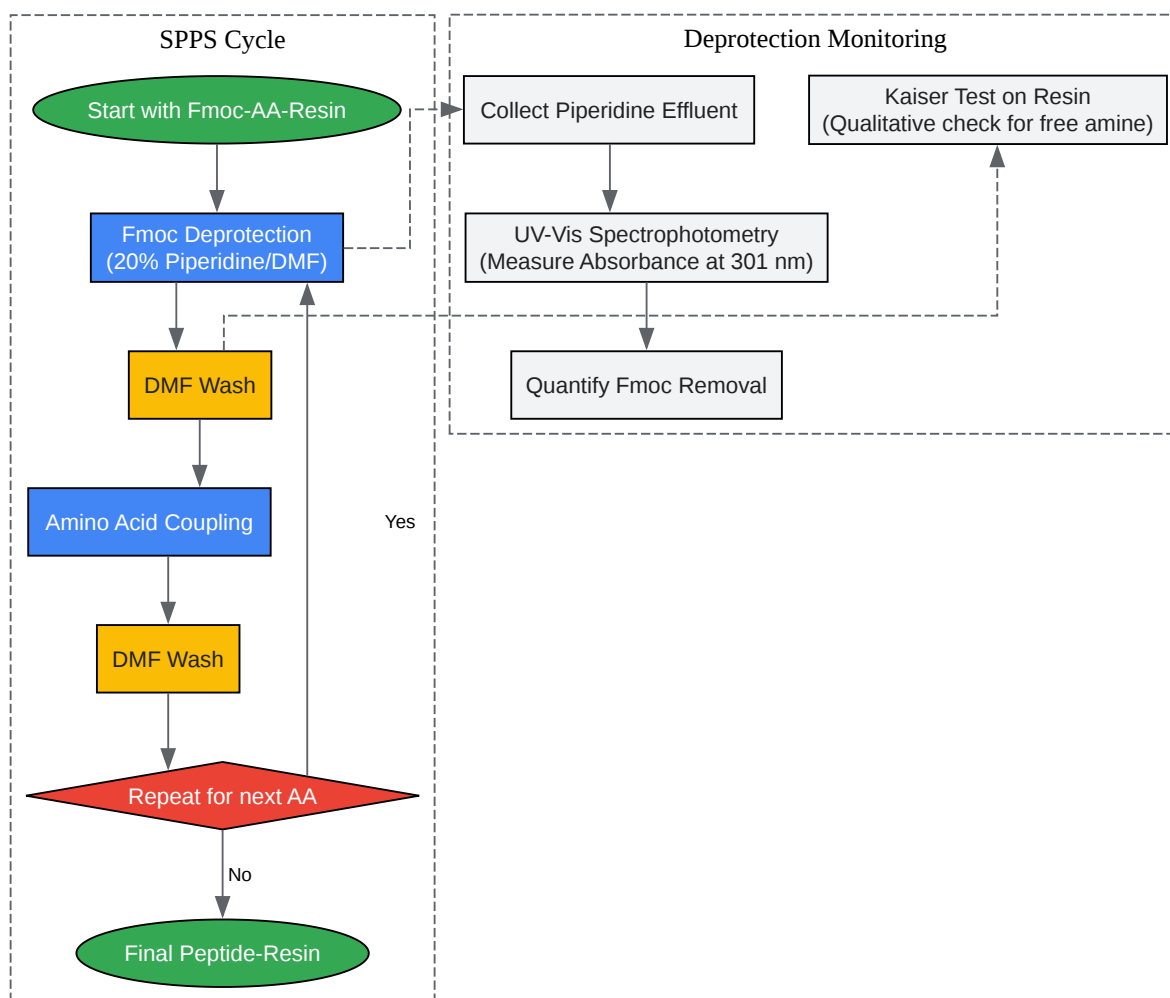 SPPS Cycle
Start with Fmoc-AA-Resin
Fmoc Deprotection
(20% Piperidine/DMF)
DMF Wash
Amino Acid Coupling
Yes
DMF Wash
Repeat for next AA
No
Final Peptide-Resin
Deprotection Monitoring
Collect Piperidine Effluent
Kaiser Test on Resin
(Qualitative check for free amine)
UV-Vis Spectrophotometry
(Measure Absorbance at 301 nm)
Quantify Fmoc Removal